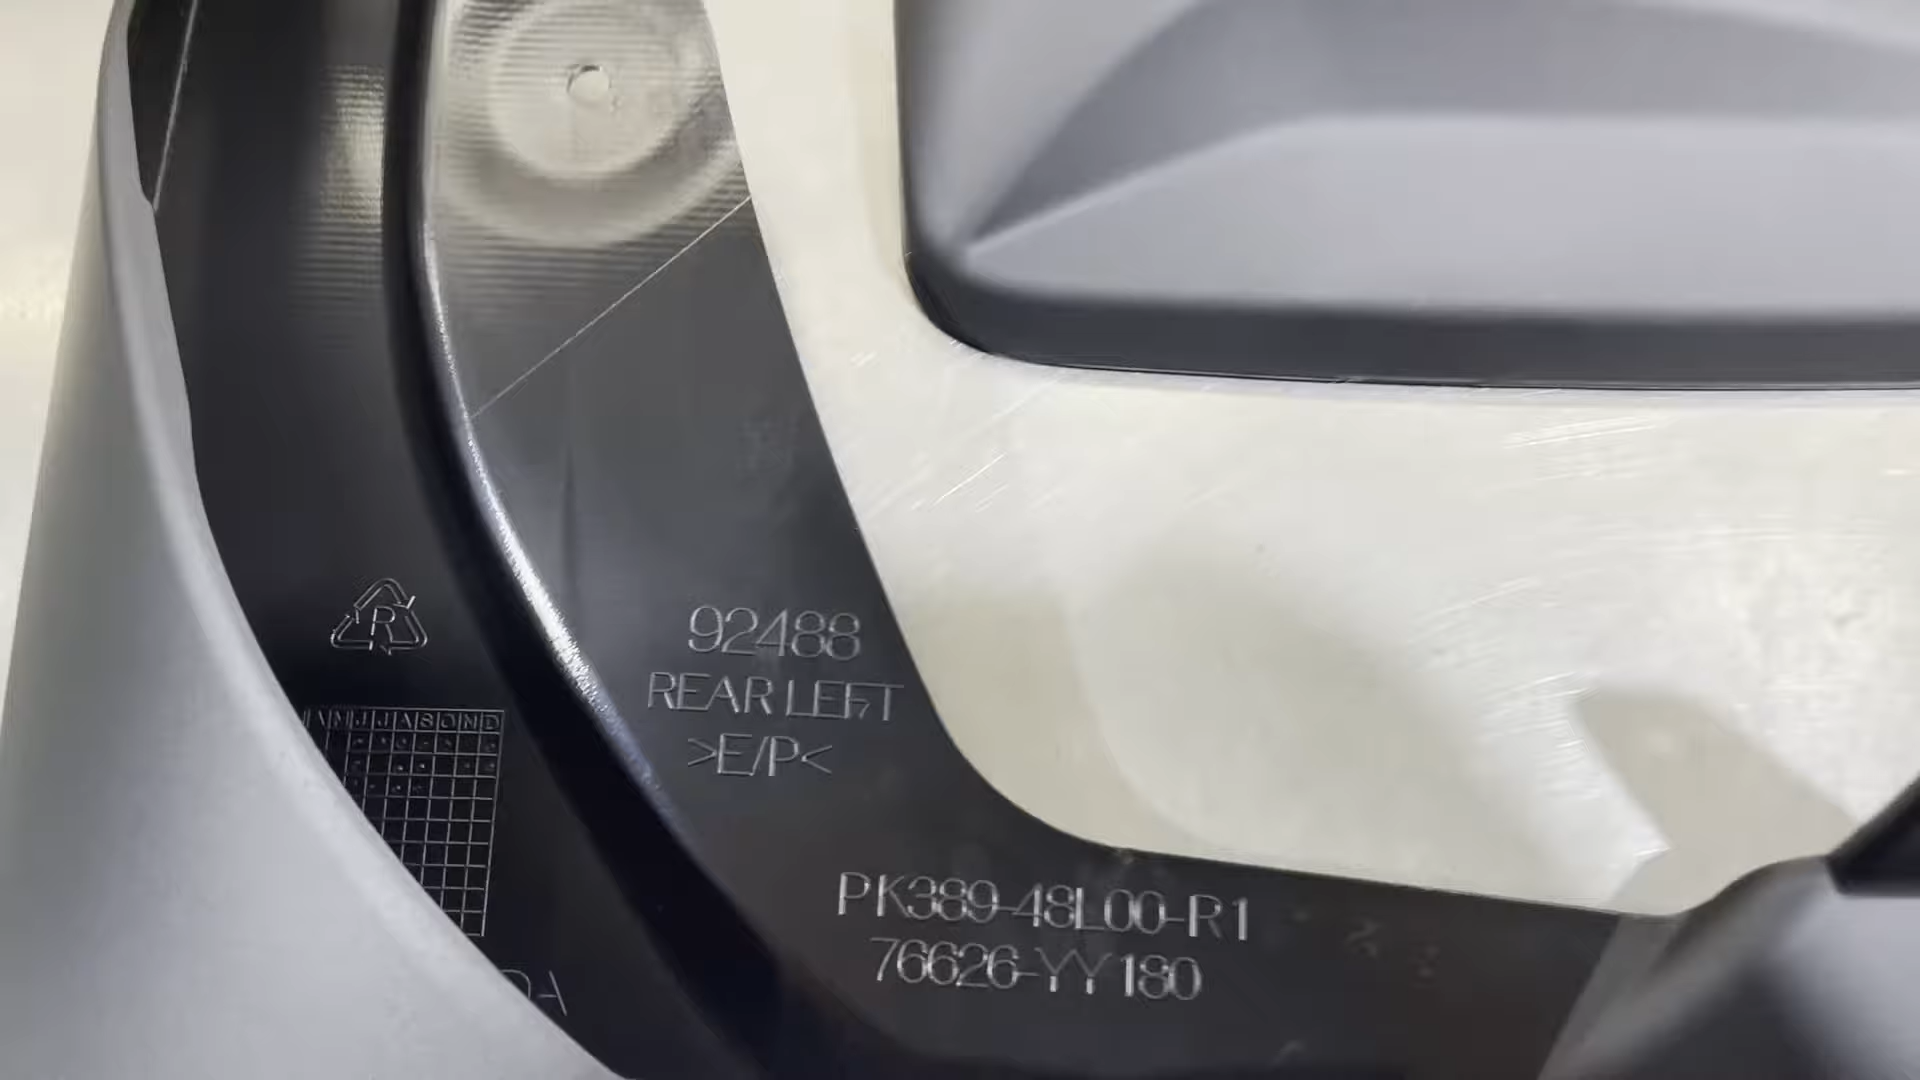 R
92488
REAR LEFT
>E/P<
M J J A S O N D
PK389-48L00-R1
76626-YY180